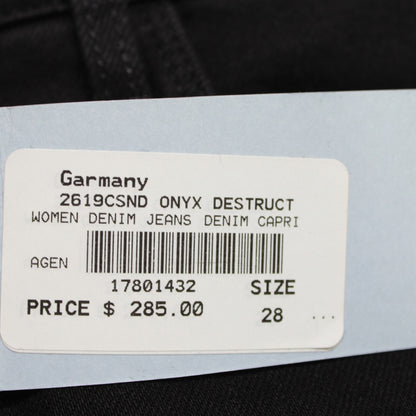 Garmany
2619CSND ONYX DESTRUCT
WOMEN DENIM JEANS DENIM CAPRI
AGEN
17801432 SIZE
PRICE $ 285.00 28 ...